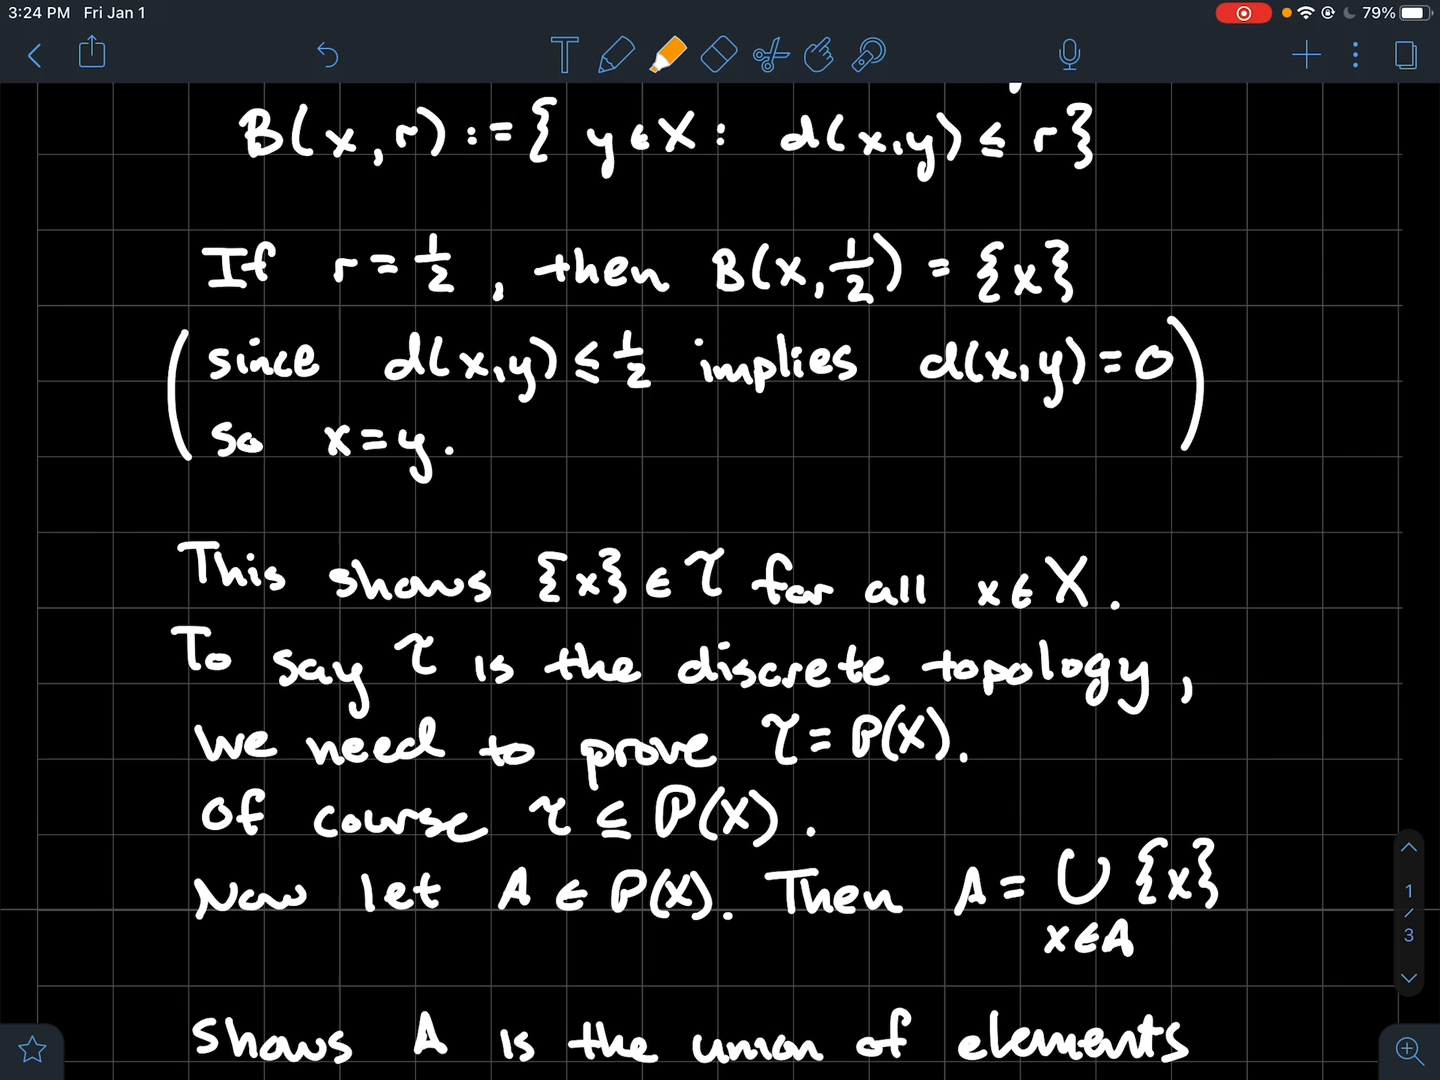 3:24 PM Fri Jan 1
79%
B(x,r) := { y ∈ X : d(x,y) ≤ r}
If r = 1/2 , then B(x, 1/2) = {x}
(since d(x,y) ≤ 1/2 implies d(x,y) = 0
so x = y. )
This shows {x} ∈ τ for all x ∈ X .
To say τ is the discrete topology ,
we need to prove τ = P(X) .
Of course τ ⊆ P(X) .
Now let A ∈ P(X). Then A = ∪ {x}
x ∈ A
shows A is the union of elements
1
/
3